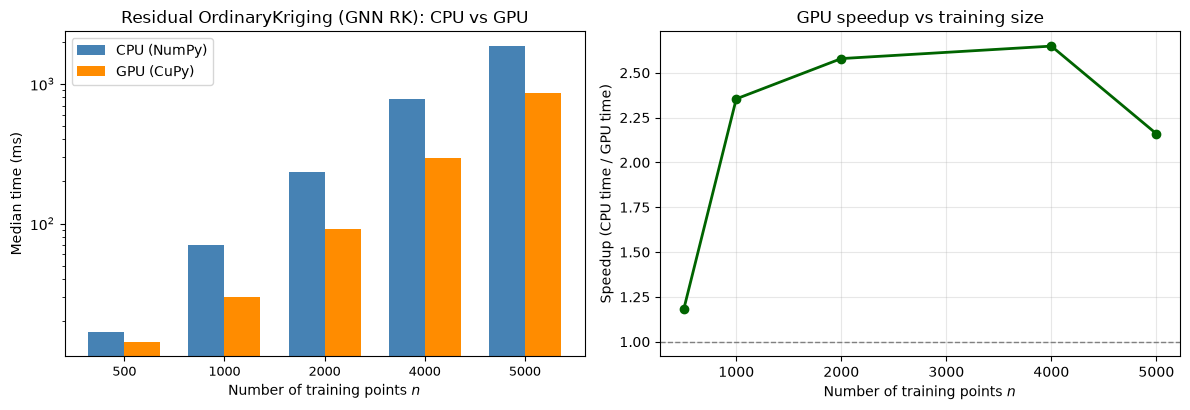 Residual OrdinaryKriging (GNN RK): CPU vs GPU
CPU (NumPy)
GPU (CuPy)
Median time (ms)
10³
10²
500
1000
2000
4000
5000
Number of training points n
GPU speedup vs training size
Speedup (CPU time / GPU time)
2.50
2.25
2.00
1.75
1.50
1.25
1.00
1000
2000
3000
4000
5000
Number of training points n